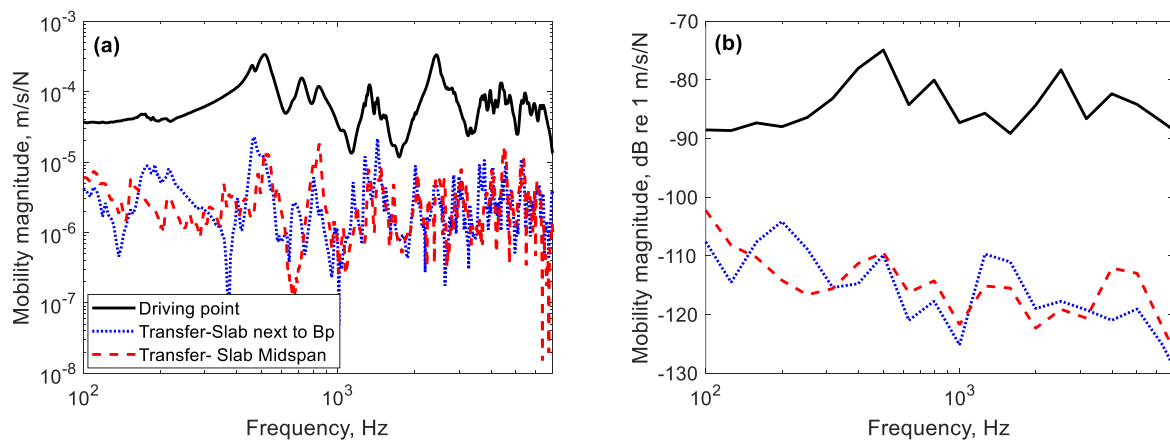 (a)
10^-3
10^-4
10^-5
10^-6
10^-7
10^-8
Mobility magnitude, m/s/N
Driving point
Transfer-Slab next to Bp
Transfer- Slab Midspan
10^2
10^3
Frequency, Hz
(b)
-70
-80
-90
-100
-110
-120
-130
Mobility magnitude, dB re 1 m/s/N
10^2
10^3
Frequency, Hz